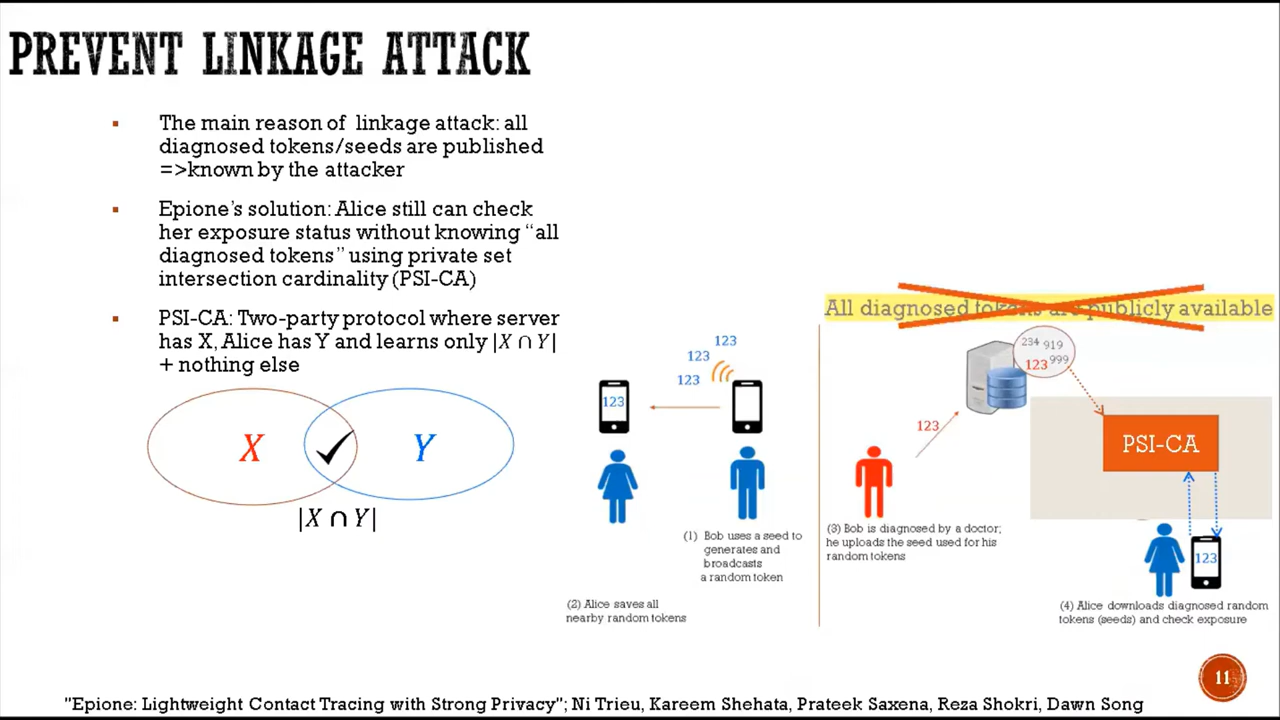 PREVENT LINKAGE ATTACK
▪ The main reason of linkage attack: all
diagnosed tokens/seeds are published
=>known by the attacker
▪ Epione's solution: Alice still can check
her exposure status without knowing "all
diagnosed tokens" using private set
intersection cardinality (PSI-CA)
▪ PSI-CA: Two-party protocol where server
has X, Alice has Y and learns only |X ∩ Y|
+ nothing else
X
Y
|X ∩ Y|
123
123
123
123
(1) Bob uses a seed to
generates and
broadcasts
a random token
(2) Alice saves all
nearby random tokens
All diagnosed tokens are publicly available
234 919
123 999
123
PSI-CA
123
(3) Bob is diagnosed by a doctor;
he uploads the seed used for his
random tokens
(4) Alice downloads diagnosed random
tokens (seeds) and check exposure
11
"Epione: Lightweight Contact Tracing with Strong Privacy"; Ni Trieu, Kareem Shehata, Prateek Saxena, Reza Shokri, Dawn Song